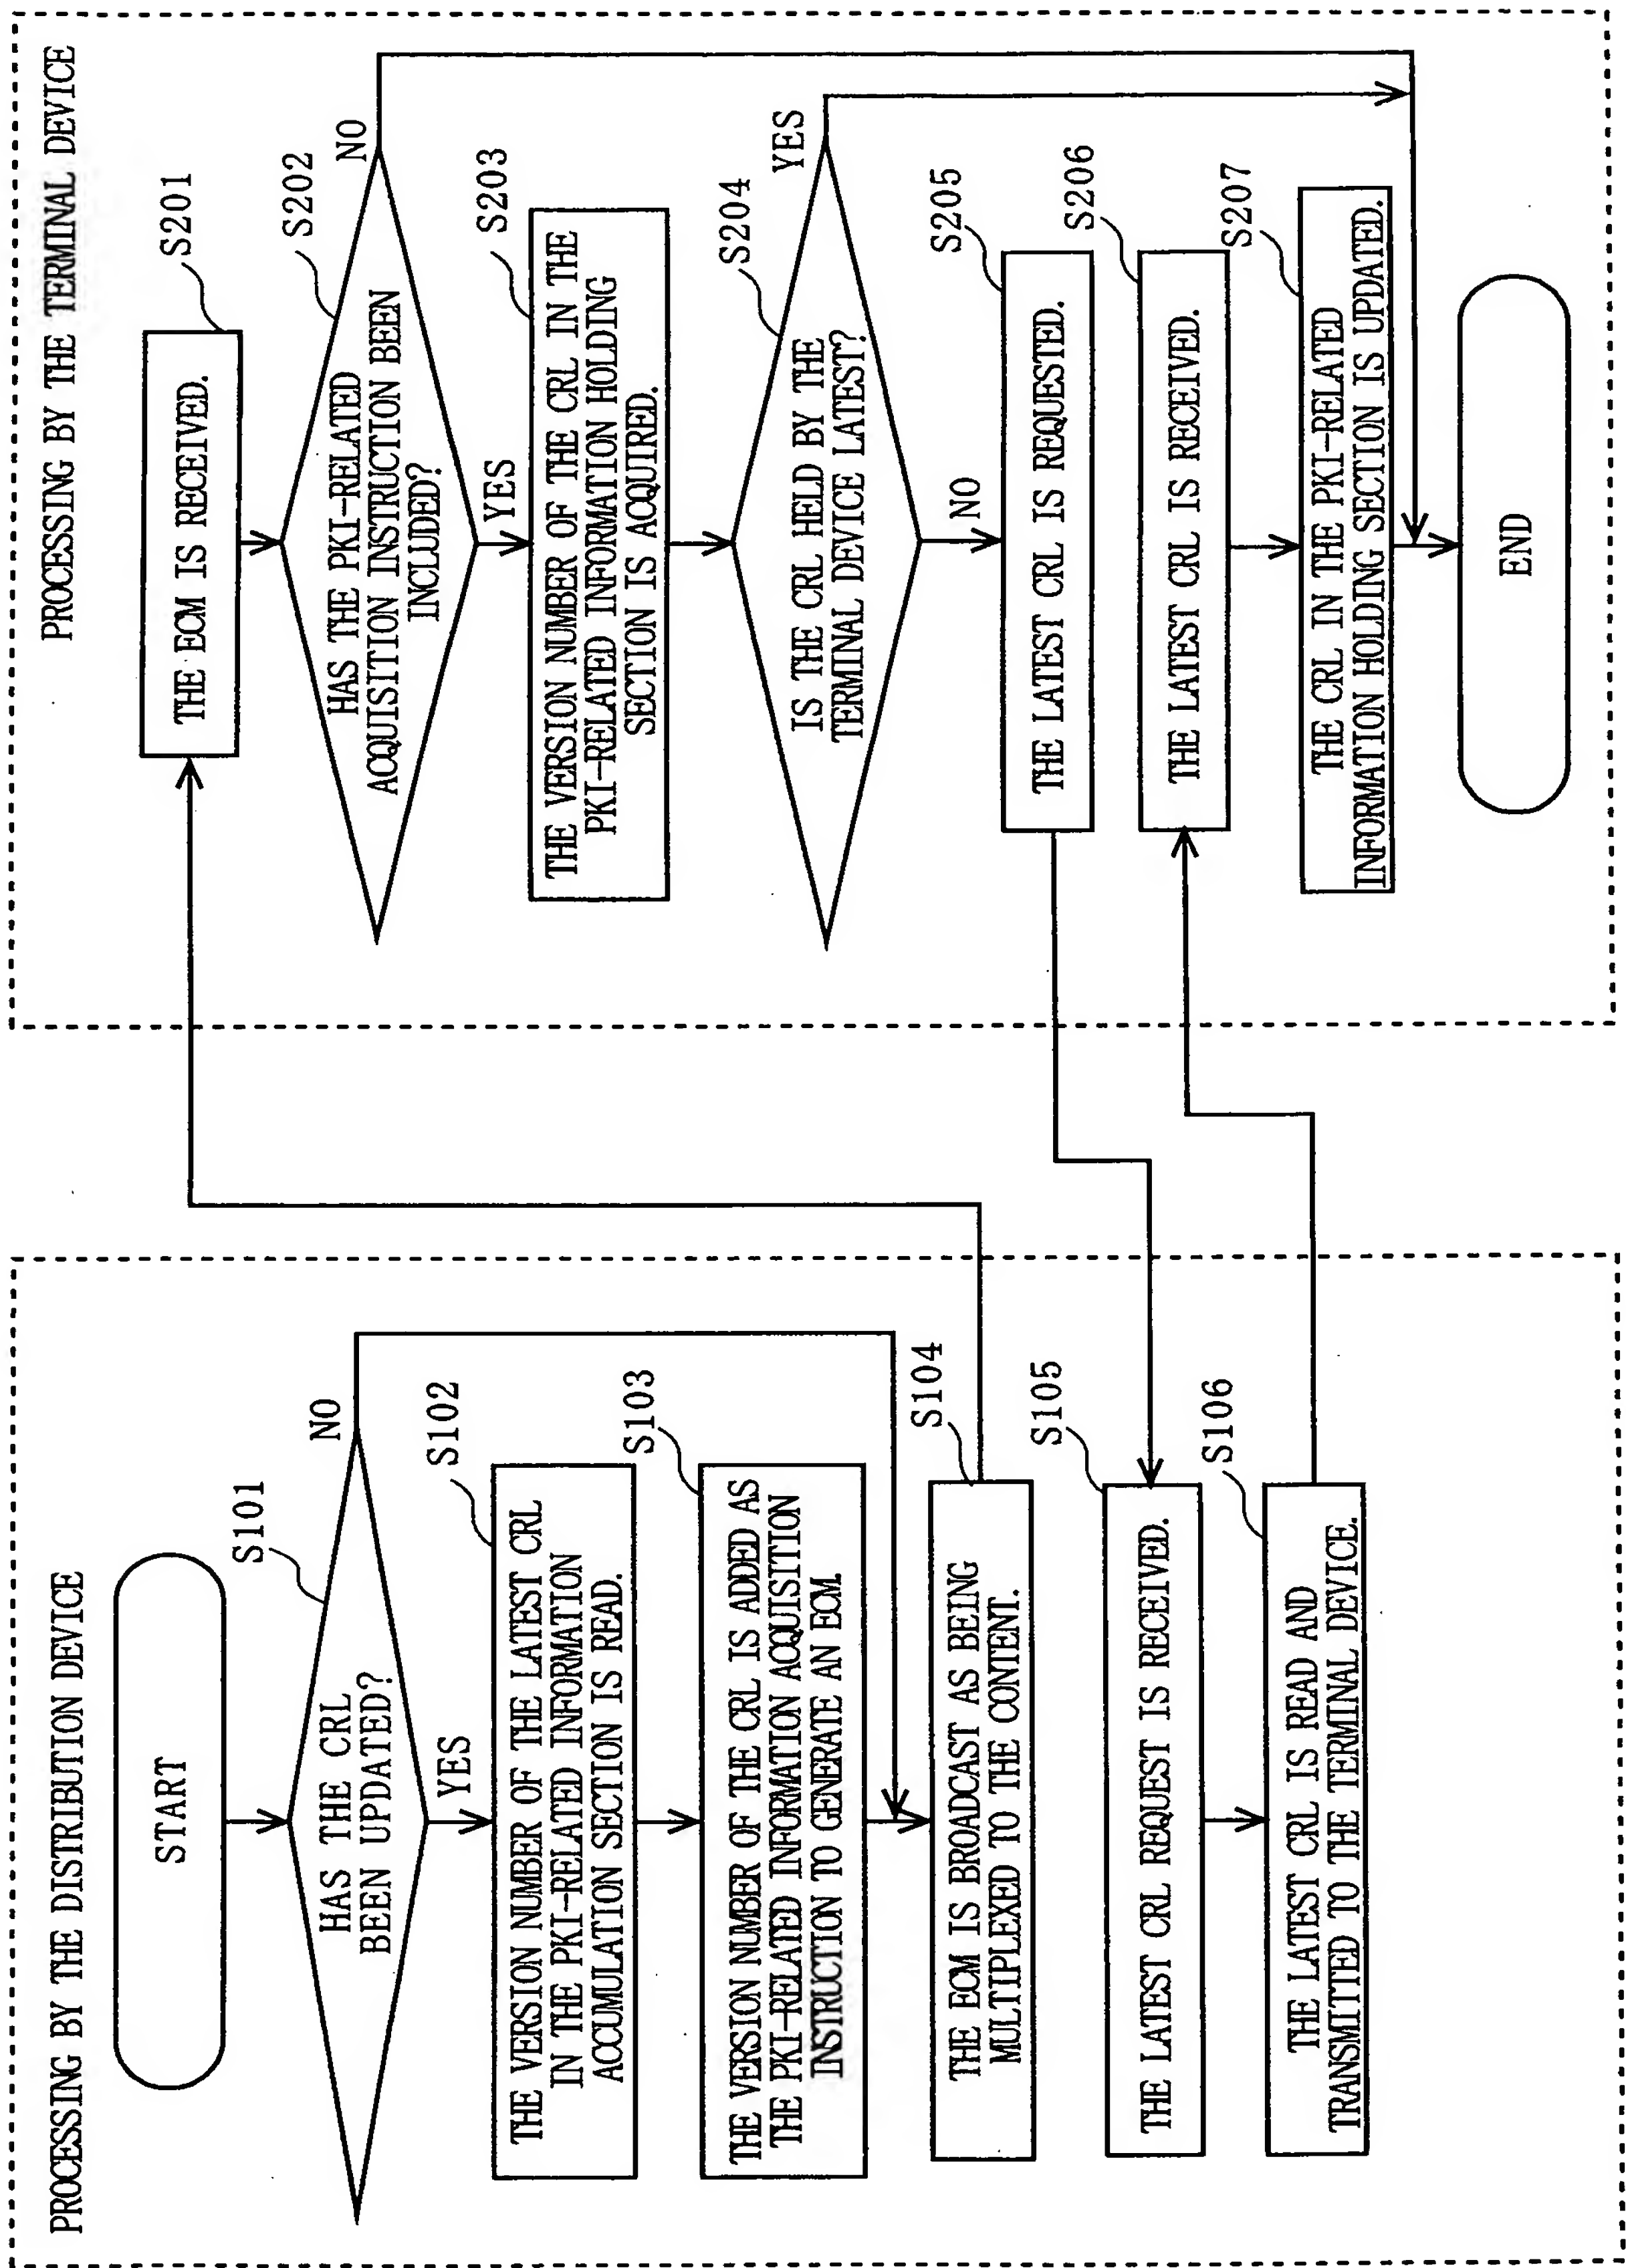 PROCESSING BY THE DISTRIBUTION DEVICE
START
S101
HAS THE CRL
BEEN UPDATED?
NO
YES
S102
THE VERSION NUMBER OF THE LATEST CRL
IN THE PKI-RELATED INFORMATION
ACCUMULATION SECTION IS READ.
S103
THE VERSION NUMBER OF THE CRL IS ADDED AS
THE PKI-RELATED INFORMATION ACQUISITION
INSTRUCTION TO GENERATE AN ECM.
S104
THE ECM IS BROADCAST AS BEING
MULTIPLEXED TO THE CONTENT.
S105
THE LATEST CRL REQUEST IS RECEIVED.
S106
THE LATEST CRL IS READ AND
TRANSMITTED TO THE TERMINAL DEVICE.
PROCESSING BY THE TERMINAL DEVICE
S201
THE ECM IS RECEIVED.
S202
HAS THE PKI-RELATED
ACQUISITION INSTRUCTION BEEN
INCLUDED?
NO
YES
S203
THE VERSION NUMBER OF THE CRL IN THE
PKI-RELATED INFORMATION HOLDING
SECTION IS ACQUIRED.
S204
IS THE CRL HELD BY THE
TERMINAL DEVICE LATEST?
YES
NO
S205
THE LATEST CRL IS REQUESTED.
S206
THE LATEST CRL IS RECEIVED.
S207
THE CRL IN THE PKI-RELATED
INFORMATION HOLDING SECTION IS UPDATED.
END